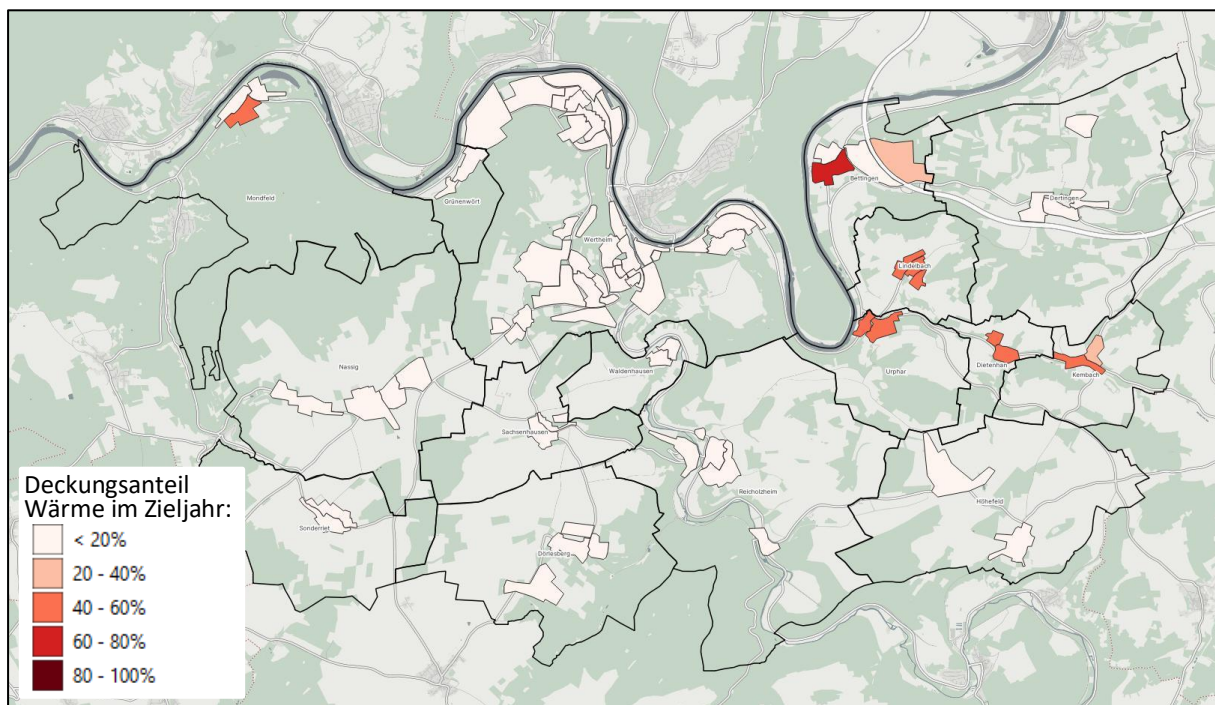 Mondfeld
Grünenwört
Bettingen
Dertingen
Wertheim
Lindelbach
Waldenhausen
Urphar
Dietenhan
Kembach
Nassig
Sachsenhausen
Reicholzheim
Höhefeld
Sonderriet
Dörlesberg
Deckungsanteil
Wärme im Zieljahr:
< 20%
20 - 40%
40 - 60%
60 - 80%
80 - 100%